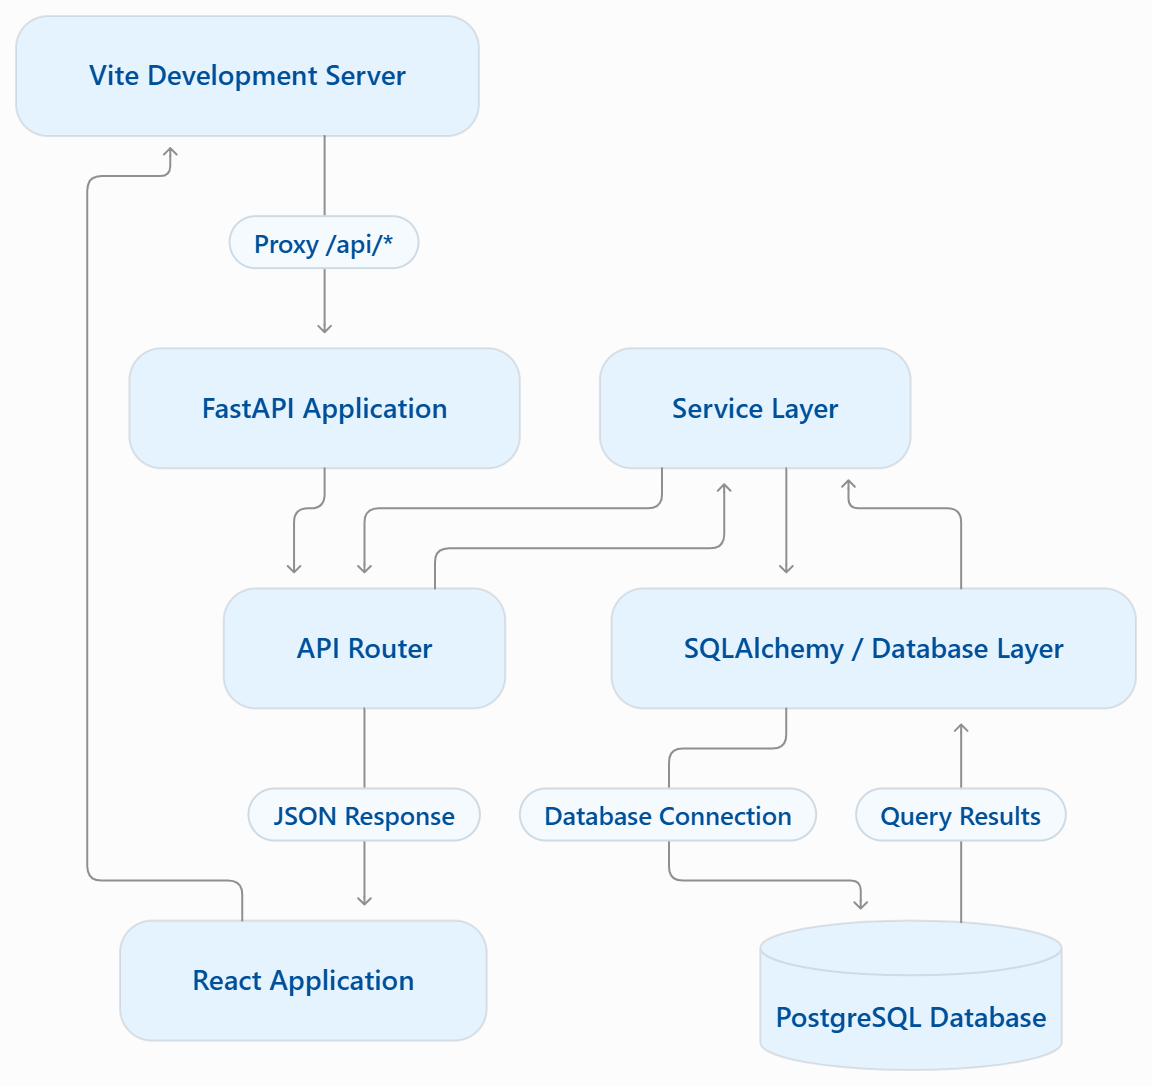 Vite Development Server
Proxy /api/*
FastAPI Application
Service Layer
API Router
SQLAlchemy / Database Layer
JSON Response
Database Connection
Query Results
React Application
PostgreSQL Database